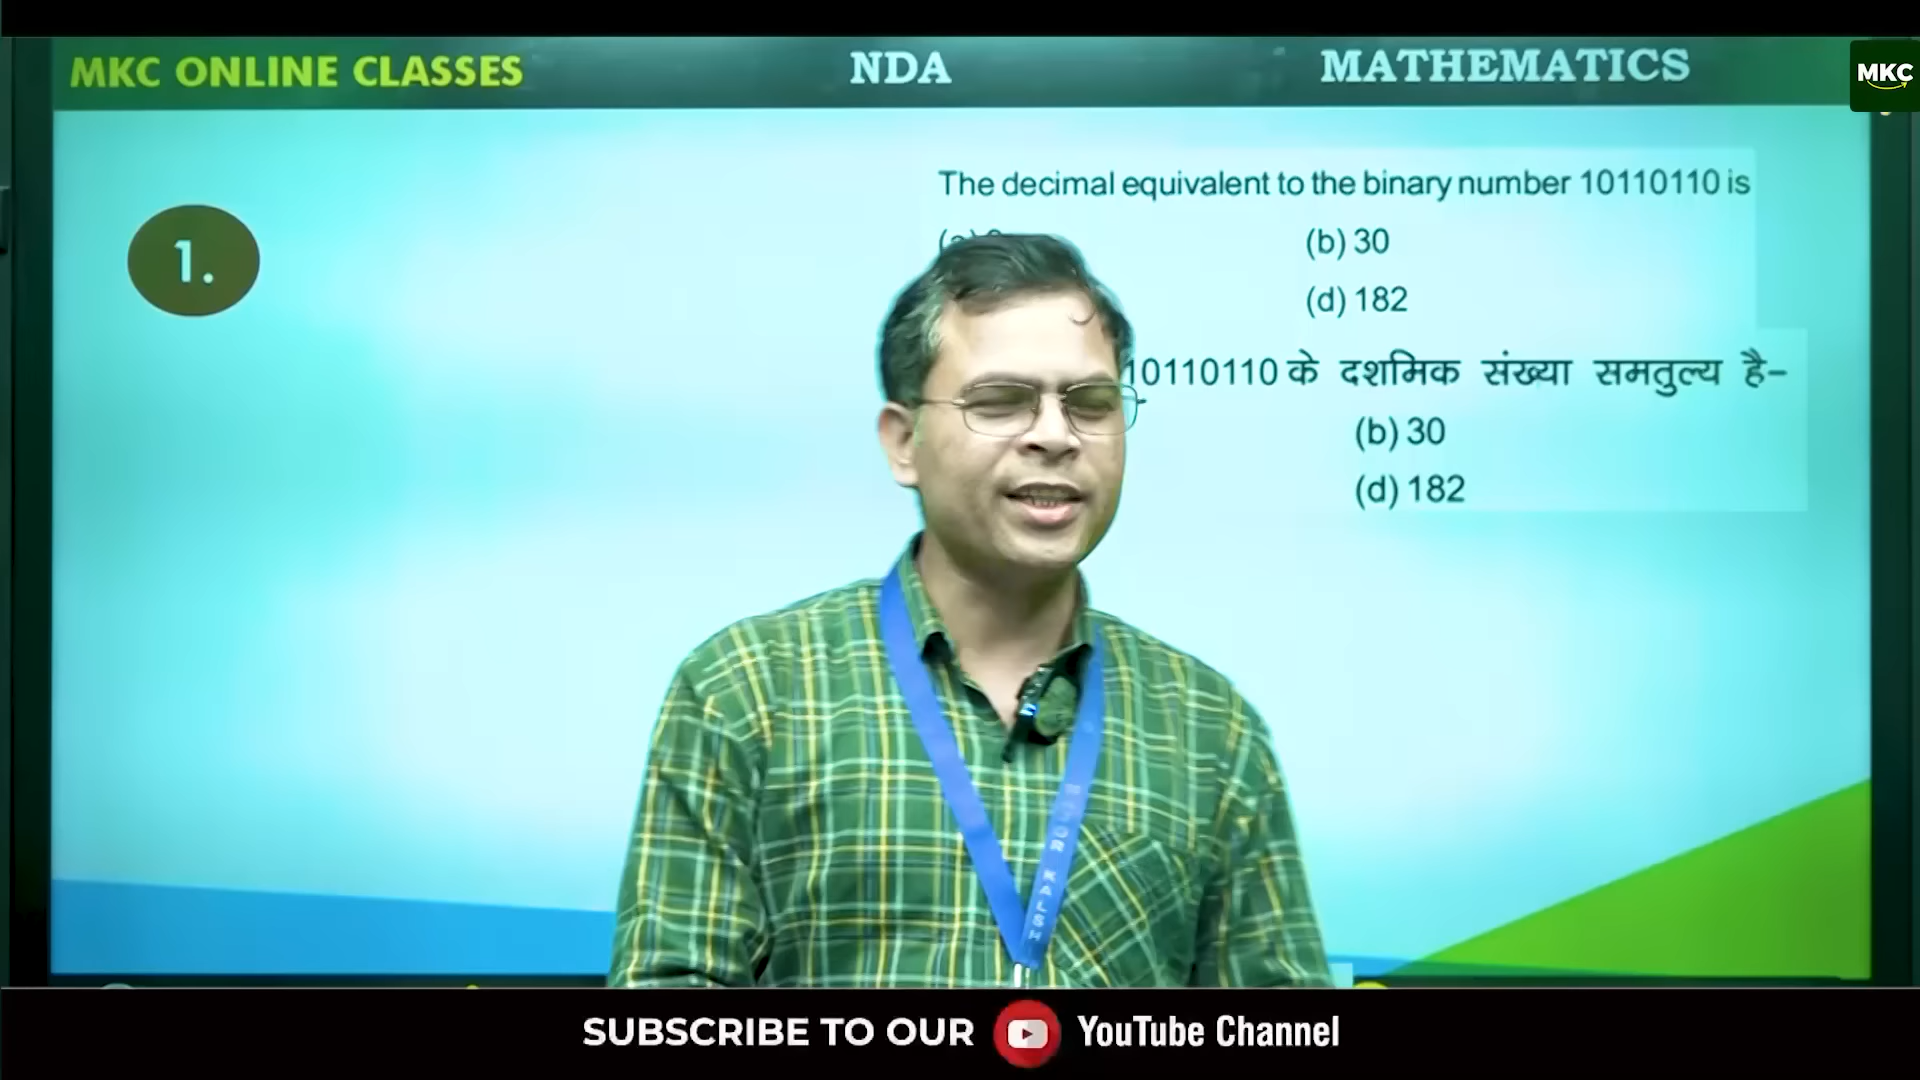 MKC ONLINE CLASSES NDA MATHEMATICS
MKC
1.
The decimal equivalent to the binary number 10110110 is
(b) 30
(d) 182
10110110 के दशमिक संख्या समतुल्य है–
(b) 30
(d) 182
KALSH
SUBSCRIBE TO OUR YouTube Channel